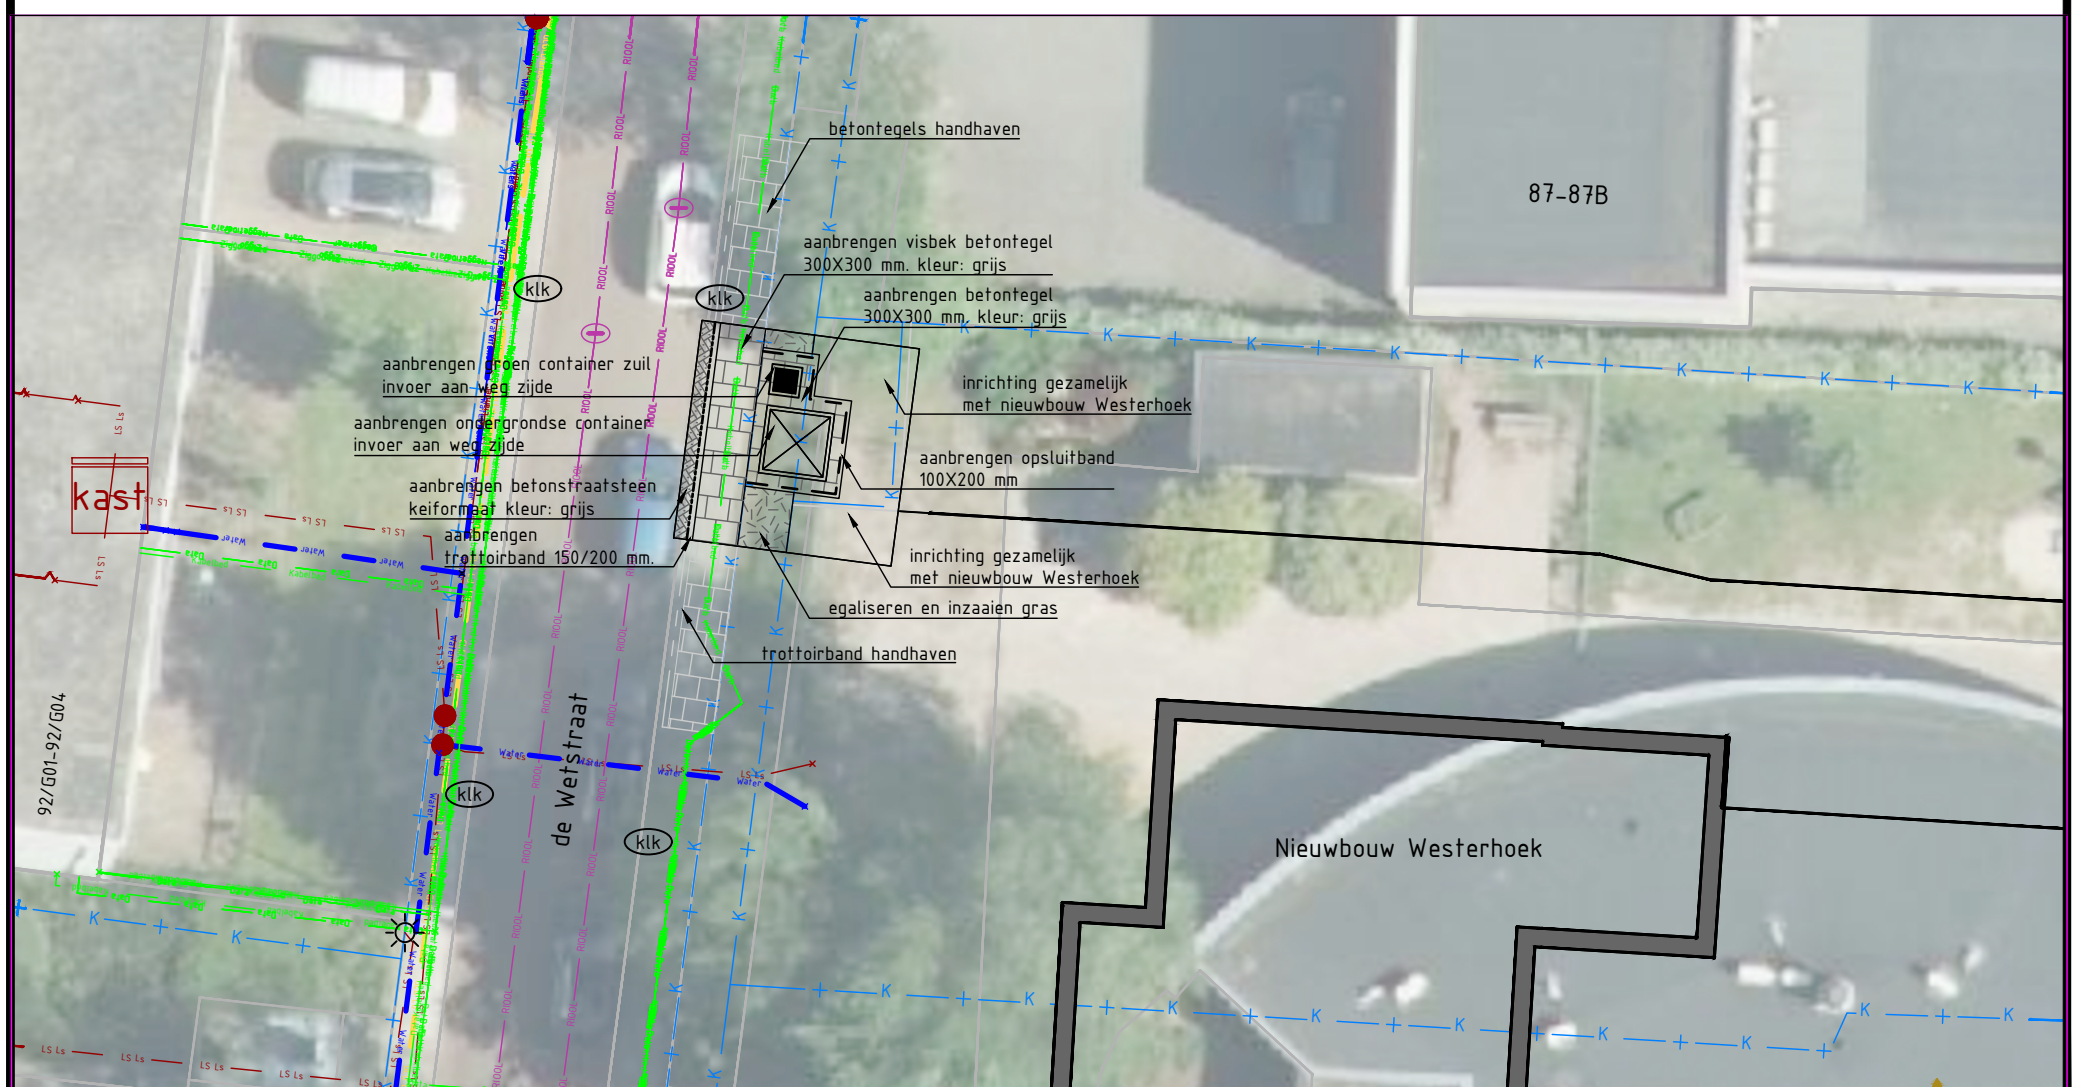 betontegels handhaven
87-87B
aanbrengen visbek betontegel
300X300 mm. kleur: grijs
aanbrengen betontegel
300X300 mm. kleur: grijs
klk
klk
aanbrengen groen container zuil
invoer aan weg zijde
inrichting gezamelijk
met nieuwbouw Westerhoek
aanbrengen ondergrondse container
invoer aan weg zijde
aanbrengen opsluitband
100X200 mm
kast
aanbrengen betonstraatsteen
keiformaat kleur: grijs
aanbrengen
trottoirband 150/200 mm.
inrichting gezamelijk
met nieuwbouw Westerhoek
egaliseren en inzaaien gras
trottoirband handhaven
92/G01-92/G04
de Wetstraat
klk
klk
Nieuwbouw Westerhoek
RIOOL
Water
LS Ls
Data
K